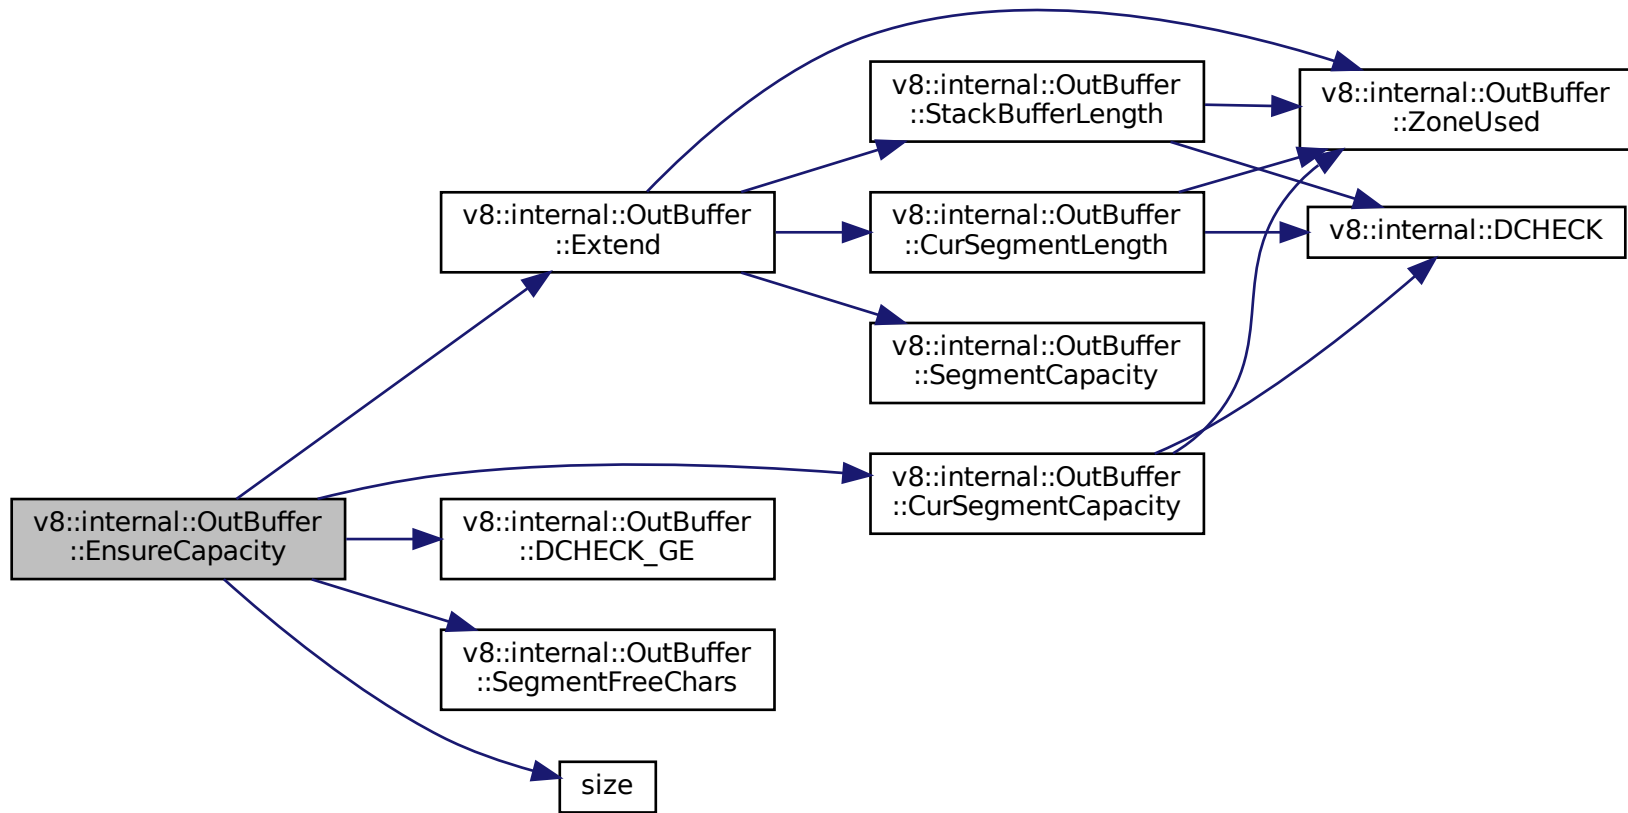 v8::internal::OutBuffer
::EnsureCapacity
v8::internal::OutBuffer
::Extend
v8::internal::OutBuffer
::DCHECK_GE
v8::internal::OutBuffer
::SegmentFreeChars
size
v8::internal::OutBuffer
::StackBufferLength
v8::internal::OutBuffer
::CurSegmentLength
v8::internal::OutBuffer
::SegmentCapacity
v8::internal::OutBuffer
::CurSegmentCapacity
v8::internal::OutBuffer
::ZoneUsed
v8::internal::DCHECK